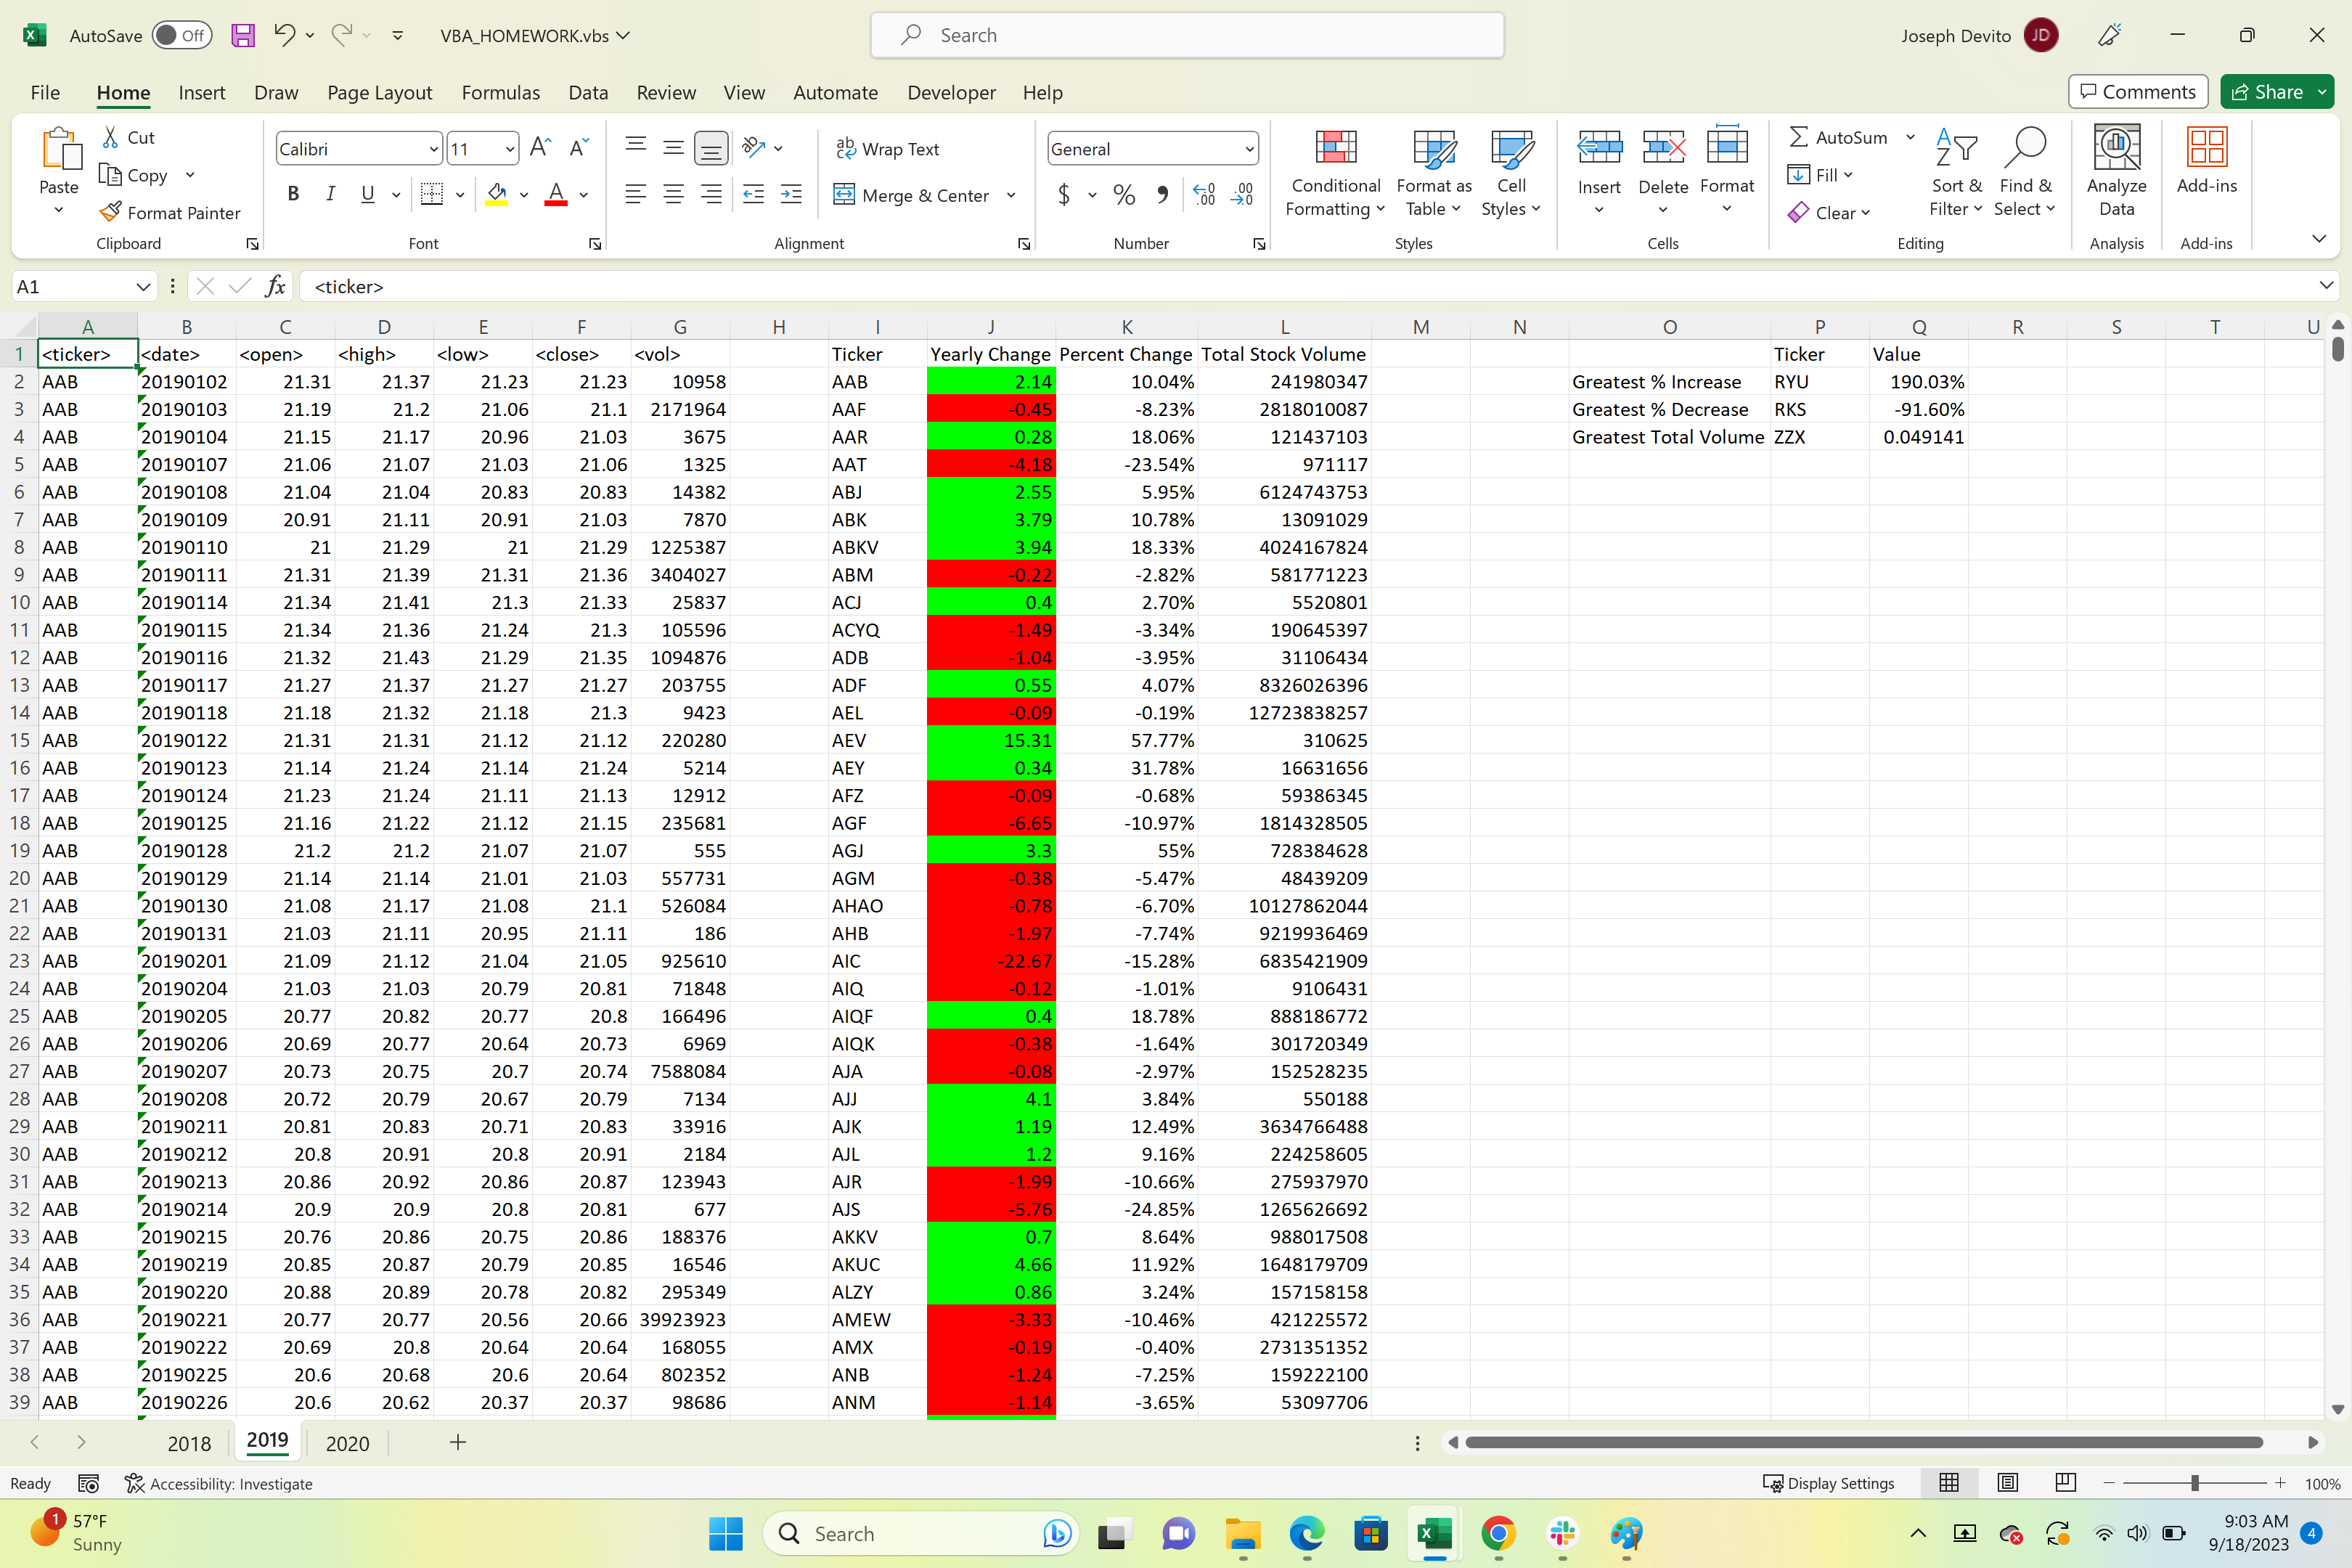 AutoSave Off VBA_HOMEWORK.vbs Search Joseph Devito JD
File Home Insert Draw Page Layout Formulas Data Review View Automate Developer Help Comments Share
Paste Cut Copy Format Painter Clipboard
Calibri 11 B I U A Font
Wrap Text Merge & Center Alignment
General $ % Number
Conditional Formatting Format as Table Cell Styles Styles
Insert Delete Format Cells
AutoSum Fill Clear Sort & Filter Find & Select Editing
Analyze Data Analysis
Add-ins Add-ins
A1 fx <ticker>
A B C D E F G H I J K L M N O P Q R S T U
1 <ticker> <date> <open> <high> <low> <close> <vol> Ticker Yearly Change Percent Change Total Stock Volume Ticker Value
2 AAB 20190102 21.31 21.37 21.23 21.23 10958 AAB 2.14 10.04% 241980347 Greatest % Increase RYU 190.03%
3 AAB 20190103 21.19 21.2 21.06 21.1 2171964 AAF -0.45 -8.23% 2818010087 Greatest % Decrease RKS -91.60%
4 AAB 20190104 21.15 21.17 20.96 21.03 3675 AAR 0.28 18.06% 121437103 Greatest Total Volume ZZX 0.049141
5 AAB 20190107 21.06 21.07 21.03 21.06 1325 AAT -4.18 -23.54% 971117
6 AAB 20190108 21.04 21.04 20.83 20.83 14382 ABJ 2.55 5.95% 6124743753
7 AAB 20190109 20.91 21.11 20.91 21.03 7870 ABK 3.79 10.78% 13091029
8 AAB 20190110 21 21.29 21 21.29 1225387 ABKV 3.94 18.33% 4024167824
9 AAB 20190111 21.31 21.39 21.31 21.36 3404027 ABM -0.22 -2.82% 581771223
10 AAB 20190114 21.34 21.41 21.3 21.33 25837 ACJ 0.4 2.70% 5520801
11 AAB 20190115 21.34 21.36 21.24 21.3 105596 ACYQ -1.49 -3.34% 190645397
12 AAB 20190116 21.32 21.43 21.29 21.35 1094876 ADB -1.04 -3.95% 31106434
13 AAB 20190117 21.27 21.37 21.27 21.27 203755 ADF 0.55 4.07% 8326026396
14 AAB 20190118 21.18 21.32 21.18 21.3 9423 AEL -0.09 -0.19% 12723838257
15 AAB 20190122 21.31 21.31 21.12 21.12 220280 AEV 15.31 57.77% 310625
16 AAB 20190123 21.14 21.24 21.14 21.24 5214 AEY 0.34 31.78% 16631656
17 AAB 20190124 21.23 21.24 21.11 21.13 12912 AFZ -0.09 -0.68% 59386345
18 AAB 20190125 21.16 21.22 21.12 21.15 235681 AGF -6.65 -10.97% 1814328505
19 AAB 20190128 21.2 21.2 21.07 21.07 555 AGJ 3.3 55% 728384628
20 AAB 20190129 21.14 21.14 21.01 21.03 557731 AGM -0.38 -5.47% 48439209
21 AAB 20190130 21.08 21.17 21.08 21.1 526084 AHAO -0.78 -6.70% 10127862044
22 AAB 20190131 21.03 21.11 20.95 21.11 186 AHB -1.97 -7.74% 9219936469
23 AAB 20190201 21.09 21.12 21.04 21.05 925610 AIC -22.67 -15.28% 6835421909
24 AAB 20190204 21.03 21.03 20.79 20.81 71848 AIQ -0.12 -1.01% 9106431
25 AAB 20190205 20.77 20.82 20.77 20.8 166496 AIQF 0.4 18.78% 888186772
26 AAB 20190206 20.69 20.77 20.64 20.73 6969 AIQK -0.38 -1.64% 301720349
27 AAB 20190207 20.73 20.75 20.7 20.74 7588084 AJA -0.08 -2.97% 152528235
28 AAB 20190208 20.72 20.79 20.67 20.79 7134 AJJ 4.1 3.84% 550188
29 AAB 20190211 20.81 20.83 20.71 20.83 33916 AJK 1.19 12.49% 3634766488
30 AAB 20190212 20.8 20.91 20.8 20.91 2184 AJL 1.2 9.16% 224258605
31 AAB 20190213 20.86 20.92 20.86 20.87 123943 AJR -1.99 -10.66% 275937970
32 AAB 20190214 20.9 20.9 20.8 20.81 677 AJS -5.76 -24.85% 1265626692
33 AAB 20190215 20.76 20.86 20.75 20.86 188376 AKKV 0.7 8.64% 988017508
34 AAB 20190219 20.85 20.87 20.79 20.85 16546 AKUC 4.66 11.92% 1648179709
35 AAB 20190220 20.88 20.89 20.78 20.82 295349 ALZY 0.86 3.24% 157158158
36 AAB 20190221 20.77 20.77 20.56 20.66 39923923 AMEW -3.33 -10.46% 421225572
37 AAB 20190222 20.69 20.8 20.64 20.64 168055 AMX -0.19 -0.40% 2731351352
38 AAB 20190225 20.6 20.68 20.6 20.64 802352 ANB -1.24 -7.25% 159222100
39 AAB 20190226 20.6 20.62 20.37 20.37 98686 ANM -1.14 -3.65% 53097706
2018 2019 2020
Ready Accessibility: Investigate Display Settings 100%
1 57°F Sunny Search 9:03 AM 9/18/2023 4